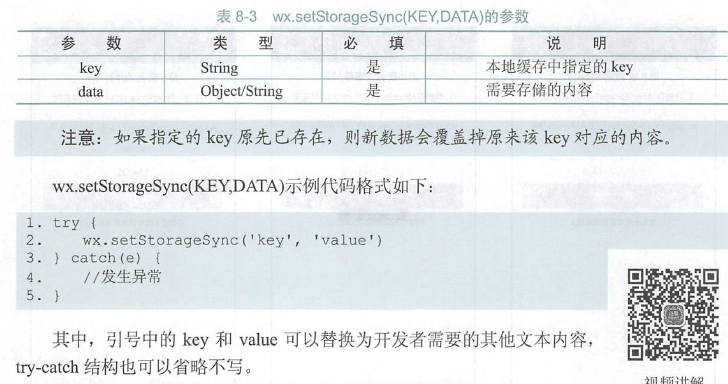 表 8-3 wx.setStorageSync(KEY,DATA)的参数
参 数 类 型 必 填 说 明
key String 是 本地缓存中指定的 key
data Object/String 是 需要存储的内容
注意：如果指定的 key 原先已存在，则新数据会覆盖掉原来该 key 对应的内容。
wx.setStorageSync(KEY,DATA)示例代码格式如下：
1. try {
2. wx.setStorageSync('key', 'value')
3. } catch(e) {
4. //发生异常
5. }
其中，引号中的 key 和 value 可以替换为开发者需要的其他文本内容，
try-catch 结构也可以省略不写。
视频讲解